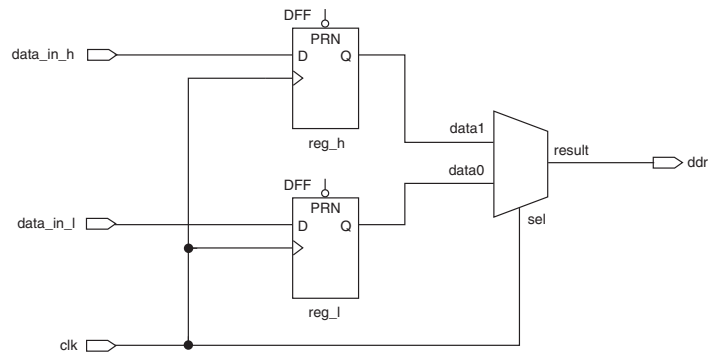 DFF
PRN
data_in_h
D Q
reg_h
data1
result
ddr
data0
DFF
PRN
data_in_l
D Q
sel
reg_l
clk